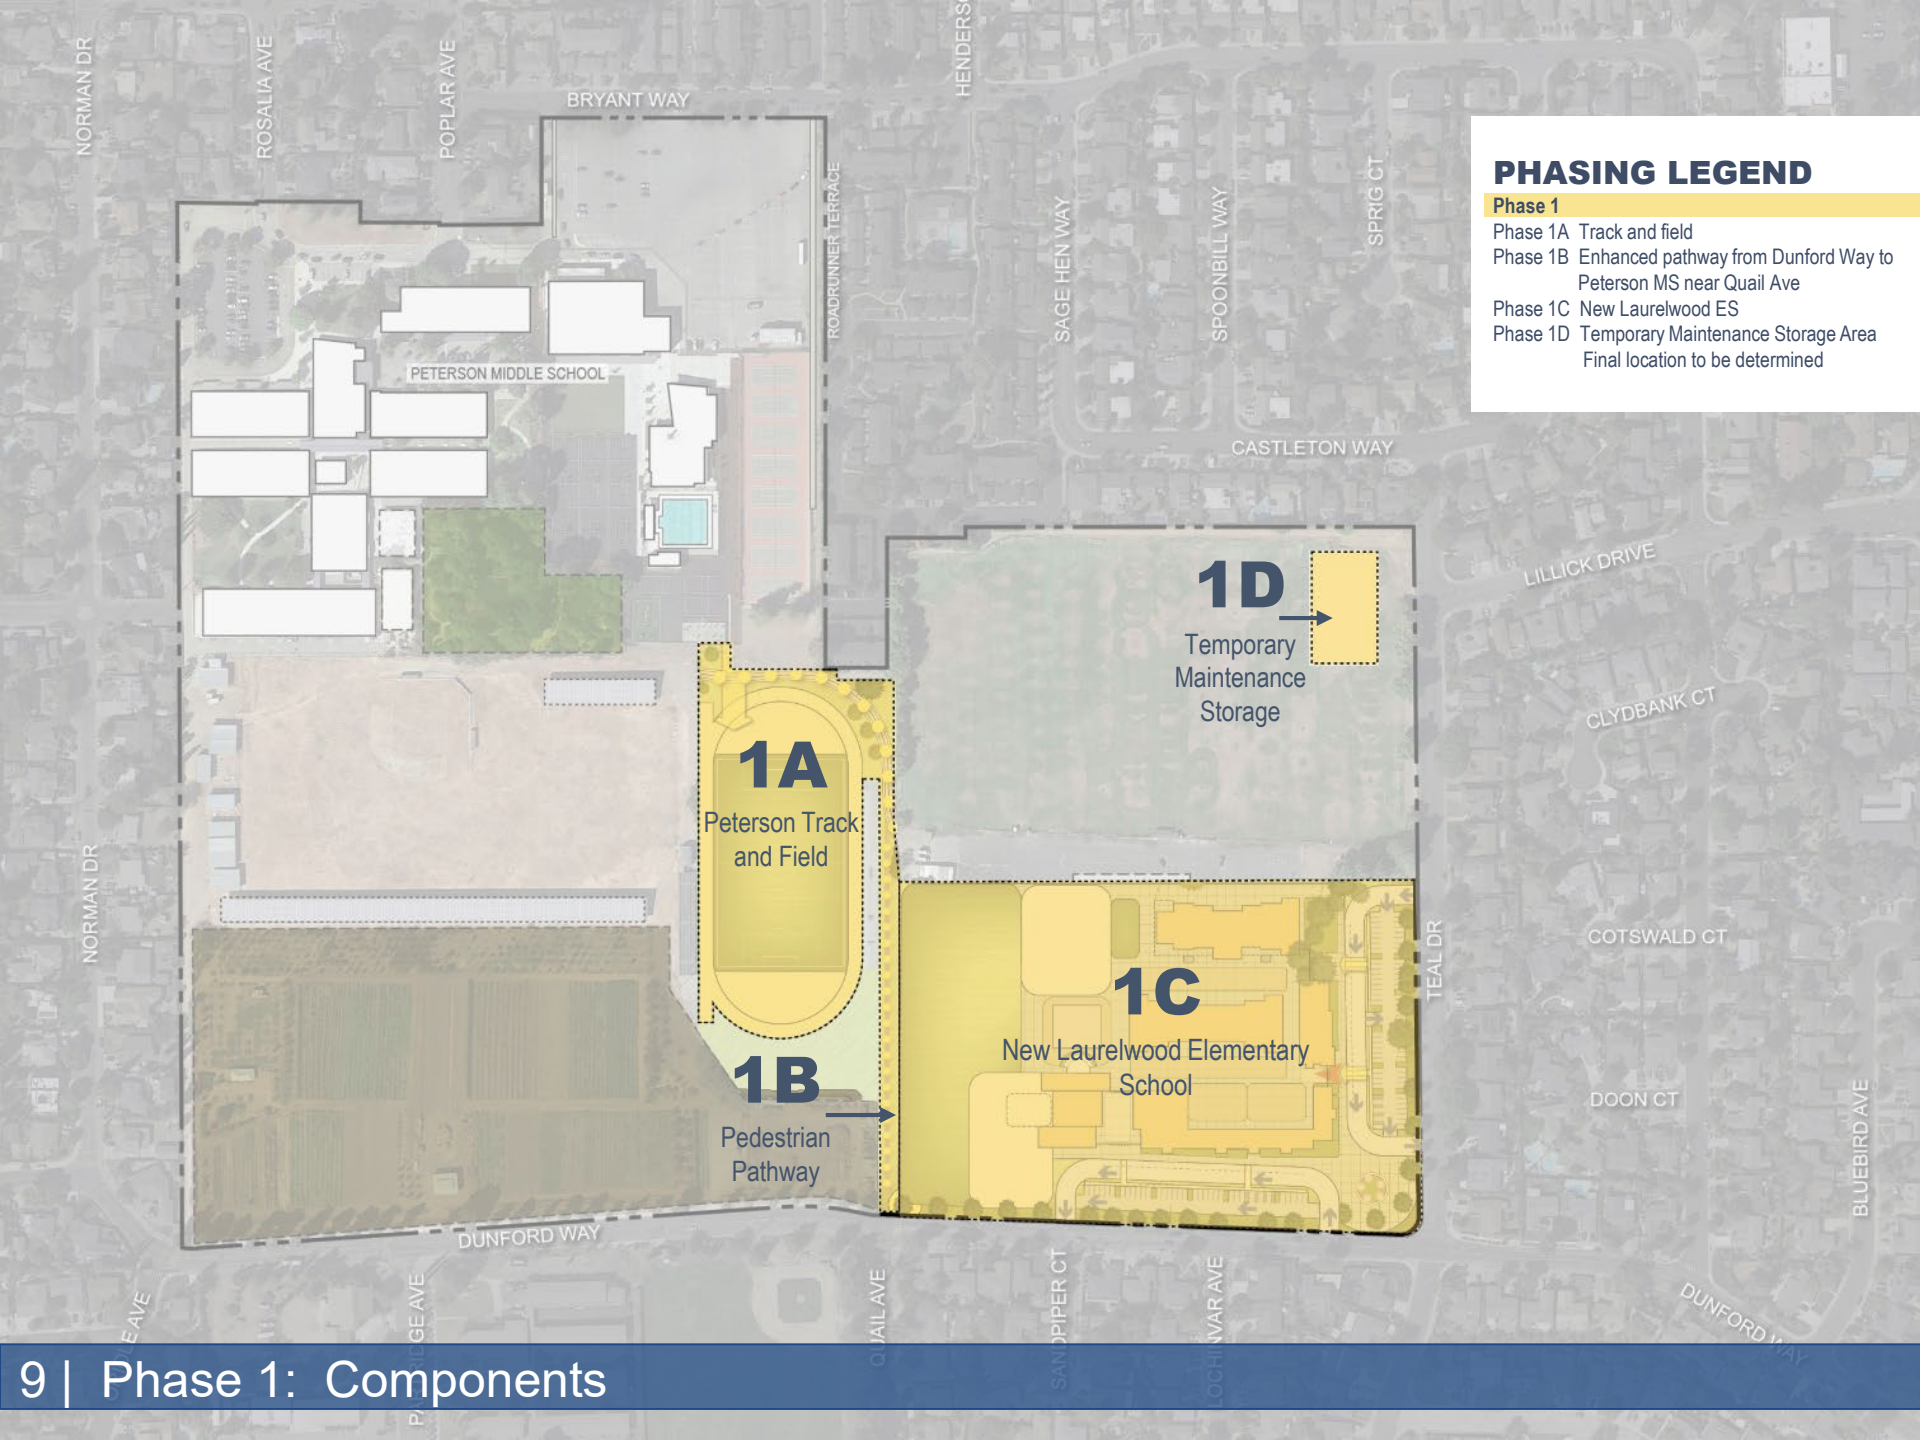 NORMAN DR
ROSALIA AVE
POPLAR AVE
BRYANT WAY
ROADRUNNER TERRACE
SAGE HEN WAY
SPOONBILL WAY
SPRIG CT
PHASING LEGEND
Phase 1
Phase 1A Track and field
Phase 1B Enhanced pathway from Dunford Way to
Peterson MS near Quail Ave
Phase 1C New Laurelwood ES
Phase 1D Temporary Maintenance Storage Area
Final location to be determined
PETERSON MIDDLE SCHOOL
CASTLETON WAY
LILLICK DRIVE
1D
Temporary
Maintenance
Storage
CLYDBANK CT
1A
Peterson Track
and Field
NORMAN DR
TEAL DR
COTSWALD CT
1C
New Laurelwood Elementary
School
1B
Pedestrian
Pathway
DOON CT
BLUEBIRD AVE
DUNFORD WAY
QUAIL AVE
SANDPIPER CT
LOCHINVAR AVE
DUNFORD WAY
9 | Phase 1: Components